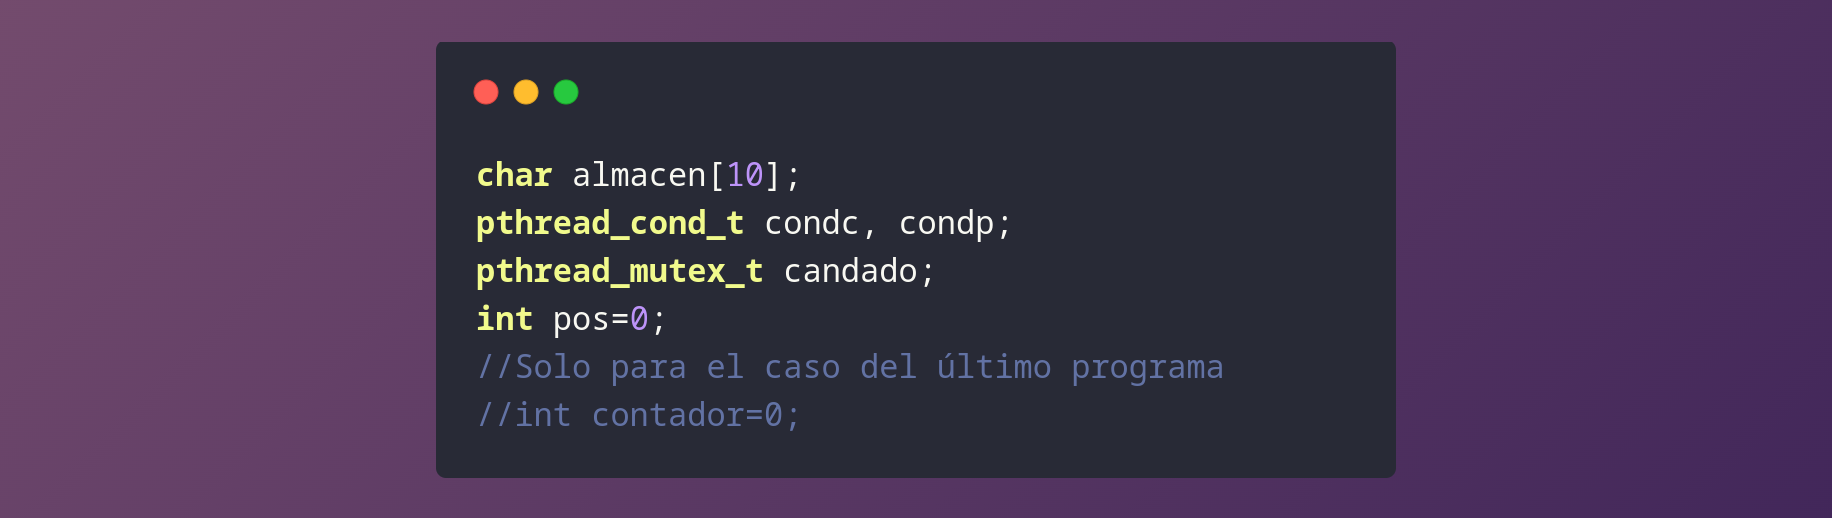 char almacen[10];
pthread_cond_t condc, condp;
pthread_mutex_t candado;
int pos=0;
//Solo para el caso del último programa
//int contador=0;